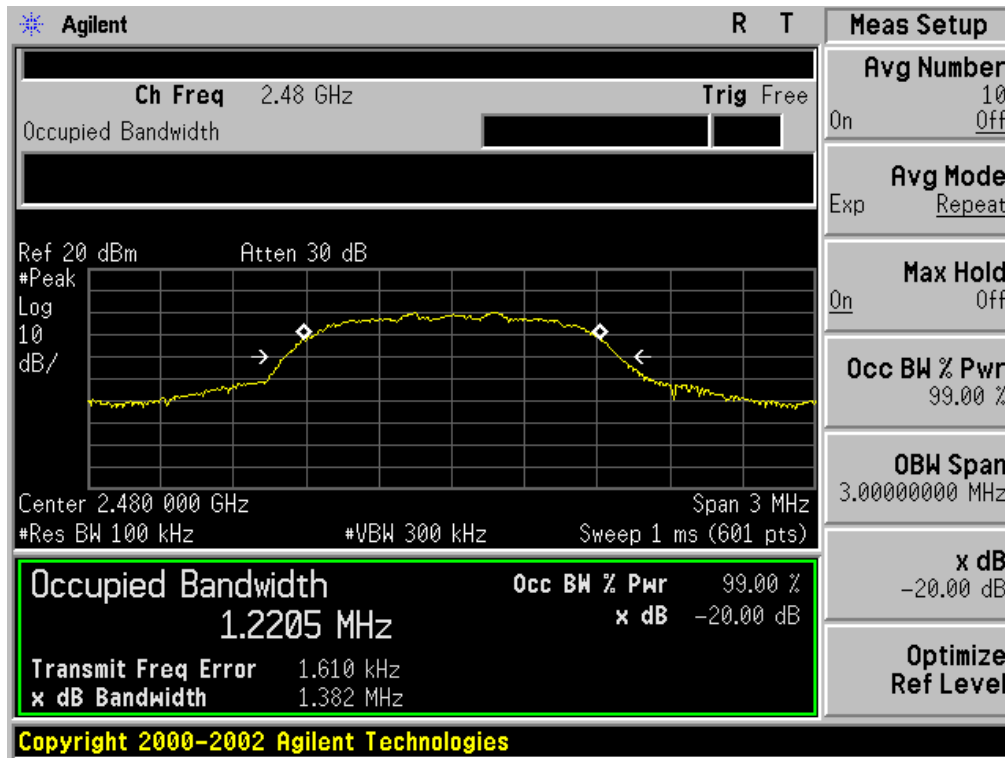 Agilent R T
Ch Freq 2.48 GHz Trig Free
Occupied Bandwidth
Ref 20 dBm Atten 30 dB
#Peak
Log
10
dB/
Center 2.480 000 GHz Span 3 MHz
#Res BW 100 kHz #VBW 300 kHz Sweep 1 ms (601 pts)
Occupied Bandwidth Occ BW % Pwr 99.00 %
1.2205 MHz x dB -20.00 dB
Transmit Freq Error 1.610 kHz
x dB Bandwidth 1.382 MHz
Copyright 2000-2002 Agilent Technologies
Meas Setup
Avg Number
10
On Off
Avg Mode
Exp Repeat
Max Hold
On Off
Occ BW % Pwr
99.00 %
OBW Span
3.00000000 MHz
x dB
-20.00 dB
Optimize
Ref Level